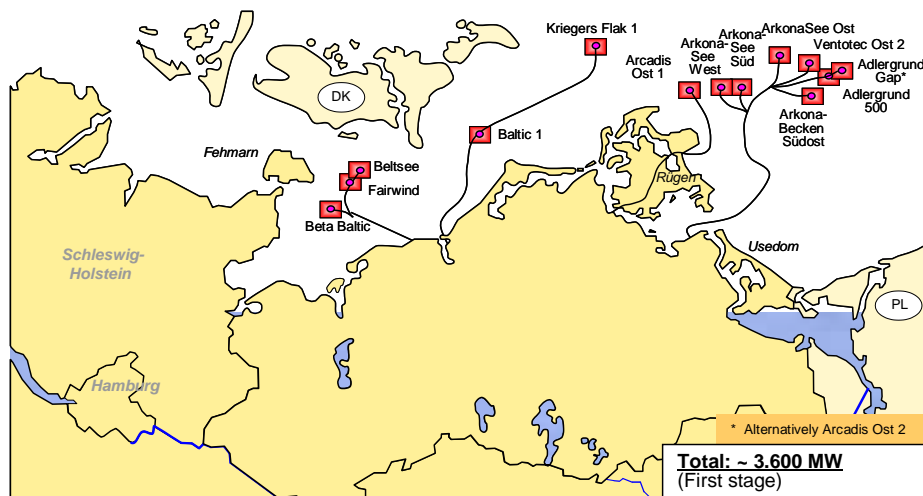 Kriegers Flak 1
ArkonaSee Ost
Arkona-
See
Süd
Ventotec Ost 2
Arkona-
See
West
Adlergrund
Gap*
Arcadis
Ost 1
Adlergrund
500
Arkona-
Becken
Südost
DK
Baltic 1
Fehmarn
Beltsee
Fairwind
Beta Baltic
Rügen
Usedom
Schleswig-
Holstein
PL
Hamburg
* Alternatively Arcadis Ost 2
Total: ~ 3.600 MW
(First stage)